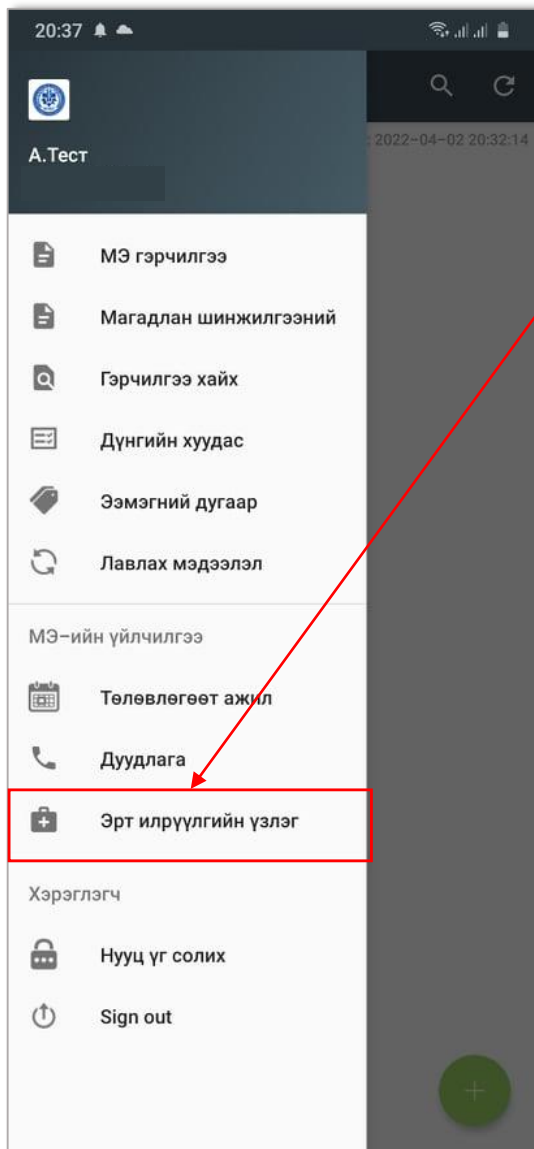 20:37
А.Тест
: 2022-04-02 20:32:14
МЭ гэрчилгээ
Магадлан шинжилгээний
Гэрчилгээ хайх
Дүнгийн хуудас
Ээмэгний дугаар
Лавлах мэдээлэл
МЭ-ийн үйлчилгээ
Төлөвлөгөөт ажил
Дуудлага
Эрт илрүүлгийн үзлэг
Хэрэглэгч
Нууц үг солих
Sign out